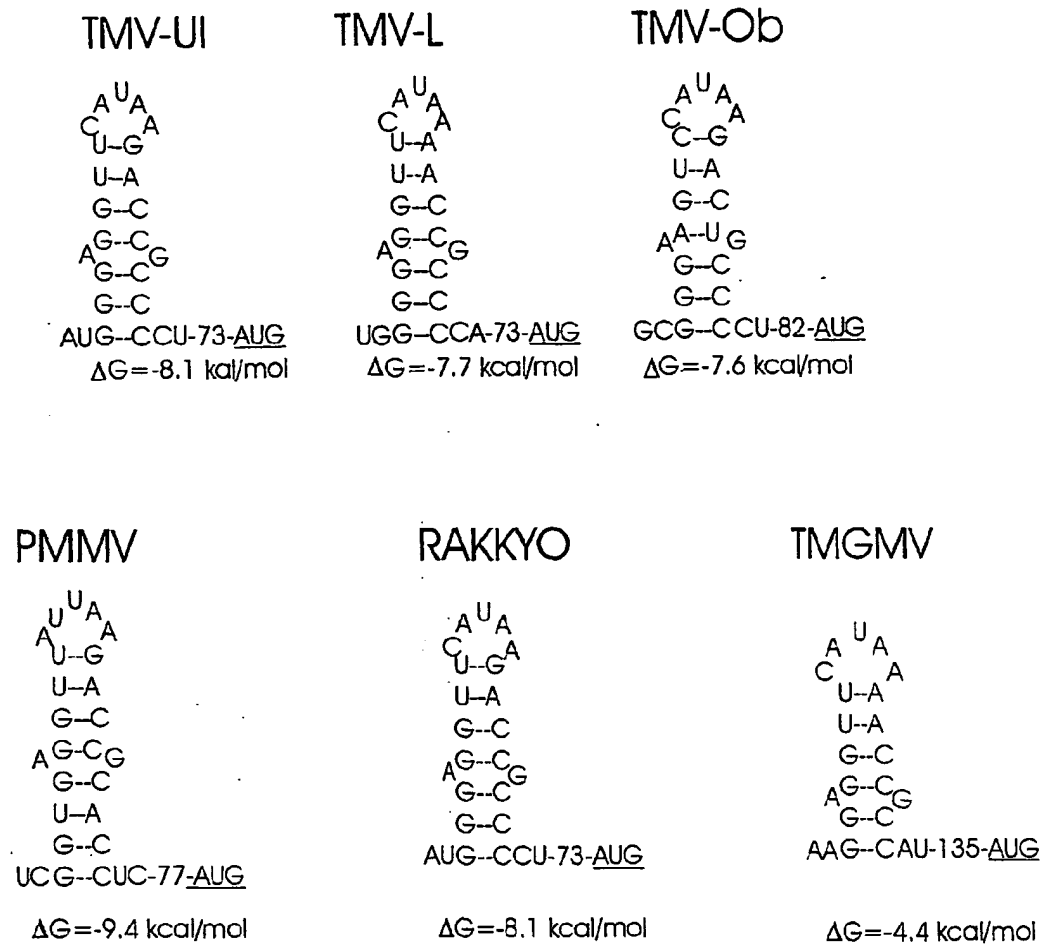 TMV-UI
A U A
C A
U--G
U--A
G--C
G--C
A G
G--C
G--C
AUG--CCU-73-AUG
ΔG=-8.1 kal/mol
TMV-L
A U A
C A
U--A
U--A
G--C
G--C
A G
G--C
G--C
UGG--CCA-73-AUG
ΔG=-7.7 kcal/mol
TMV-Ob
A U A
C A
C--G
U--A
G--C
A A--U G
G--C
G--C
GCG--CCU-82-AUG
ΔG=-7.6 kcal/mol
PMMV
U U A
A A
U--G
U--A
G--C
A G--C G
G--C
U--A
G--C
UCG--CUC-77-AUG
ΔG=-9.4 kcal/mol
RAKKYO
A U A
C A
U--G
U--A
G--C
G--C
A G
G--C
G--C
AUG--CCU-73-AUG
ΔG=-8.1 kcal/mol
TMGMV
A U A
C A
U--A
U--A
G--C
G--C
A G
G--C
AAG--CAU-135-AUG
ΔG=-4.4 kcal/mol